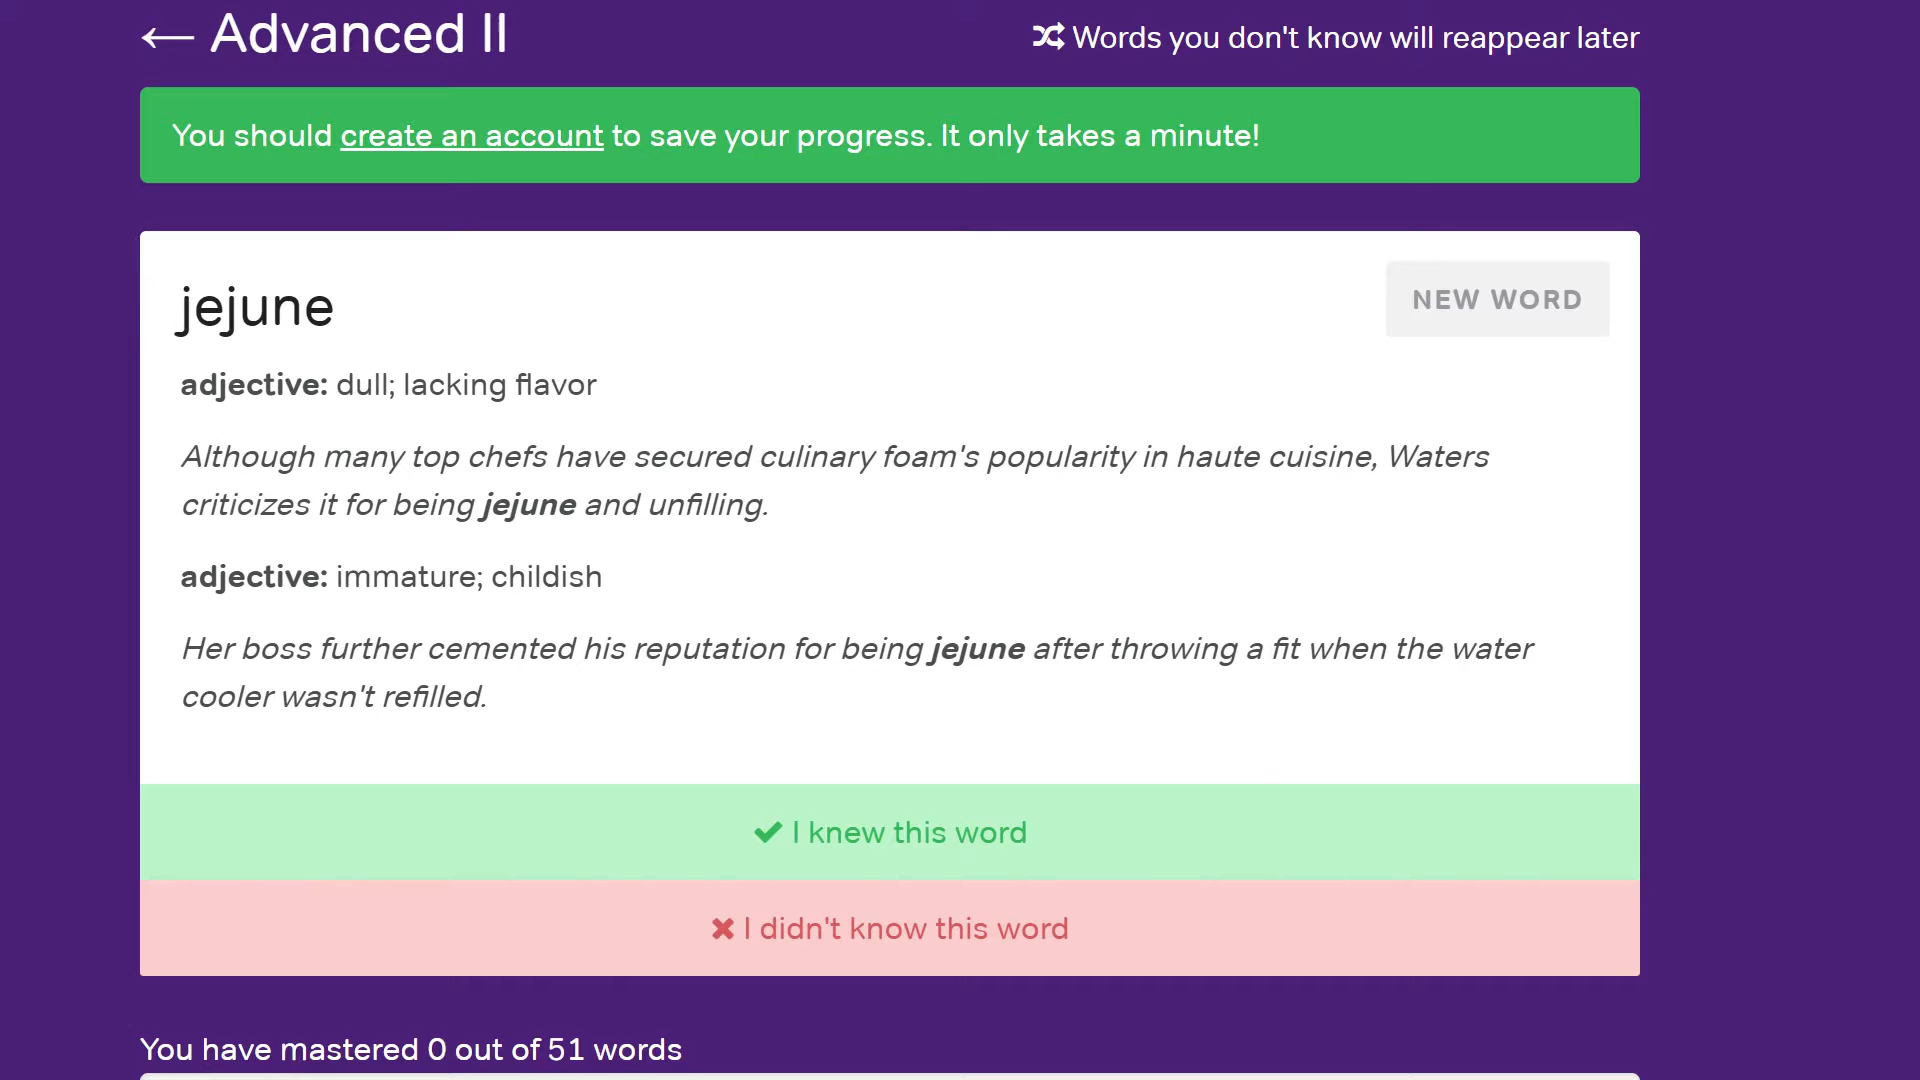 ← Advanced II
Words you don't know will reappear later
You should create an account to save your progress. It only takes a minute!
jejune
NEW WORD
adjective: dull; lacking flavor
Although many top chefs have secured culinary foam's popularity in haute cuisine, Waters
criticizes it for being jejune and unfilling.
adjective: immature; childish
Her boss further cemented his reputation for being jejune after throwing a fit when the water
cooler wasn't refilled.
I knew this word
I didn't know this word
You have mastered 0 out of 51 words